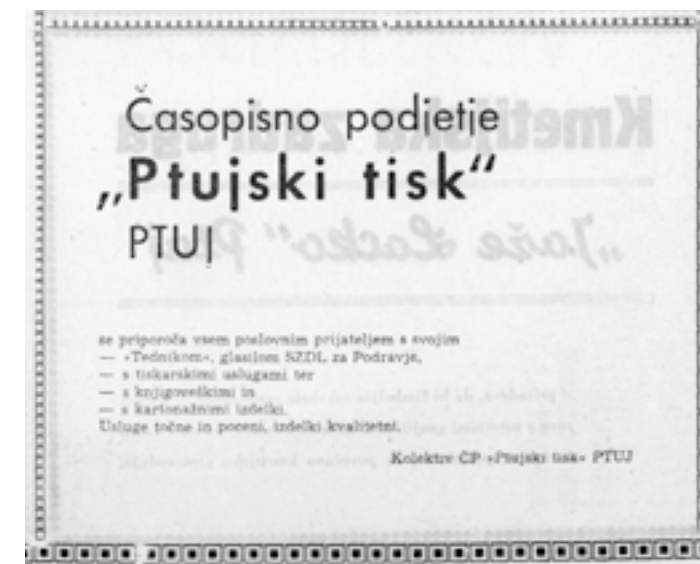 Časopisno podjetje
„Ptujski tisk“
PTUJ
se priporoča vsem poslovnim prijateljem s svojim
— »Tednikom«, glasilom SZDL za Podravje,
— s tiskarskimi uslugami ter
— s knjigoveškimi in
— s kartonažnimi izdelki.
Usluge točne in poceni, izdelki kvalitetni.
Kolektiv ČP »Ptujski tisk« PTUJ